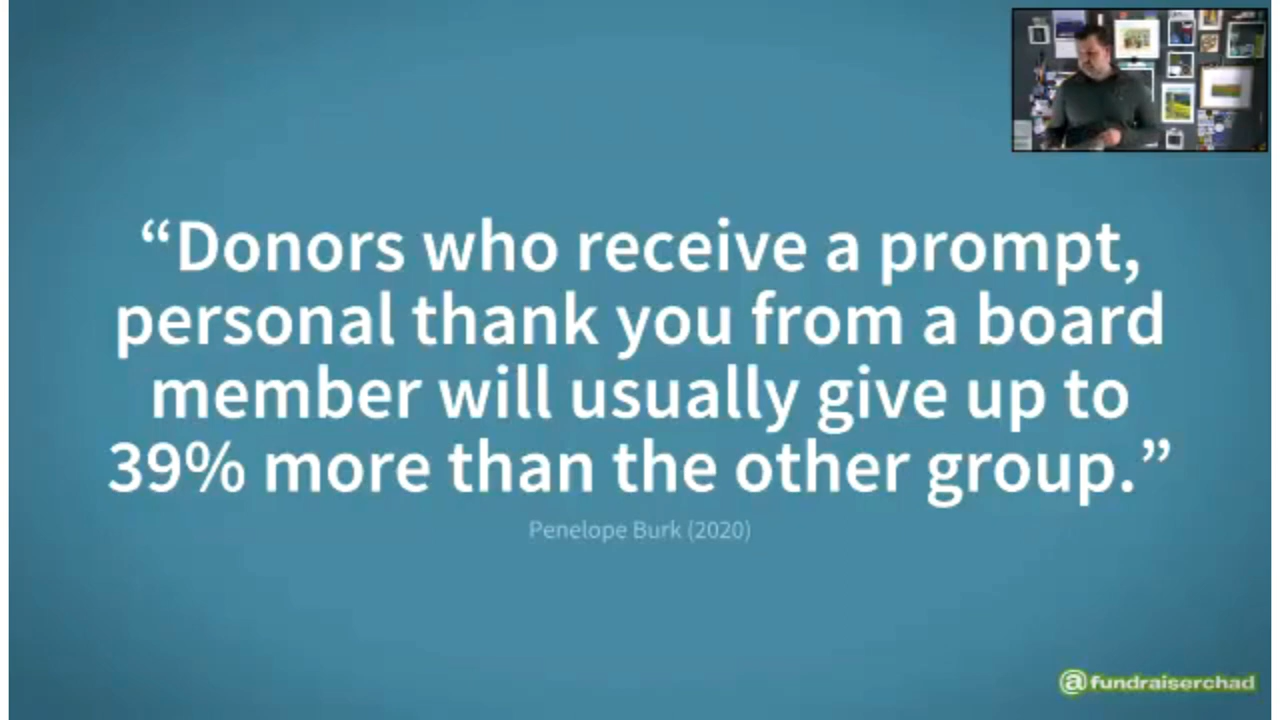 “Donors who receive a prompt,
personal thank you from a board
member will usually give up to
39% more than the other group.”
Penelope Burk (2020)
@fundraiserchad